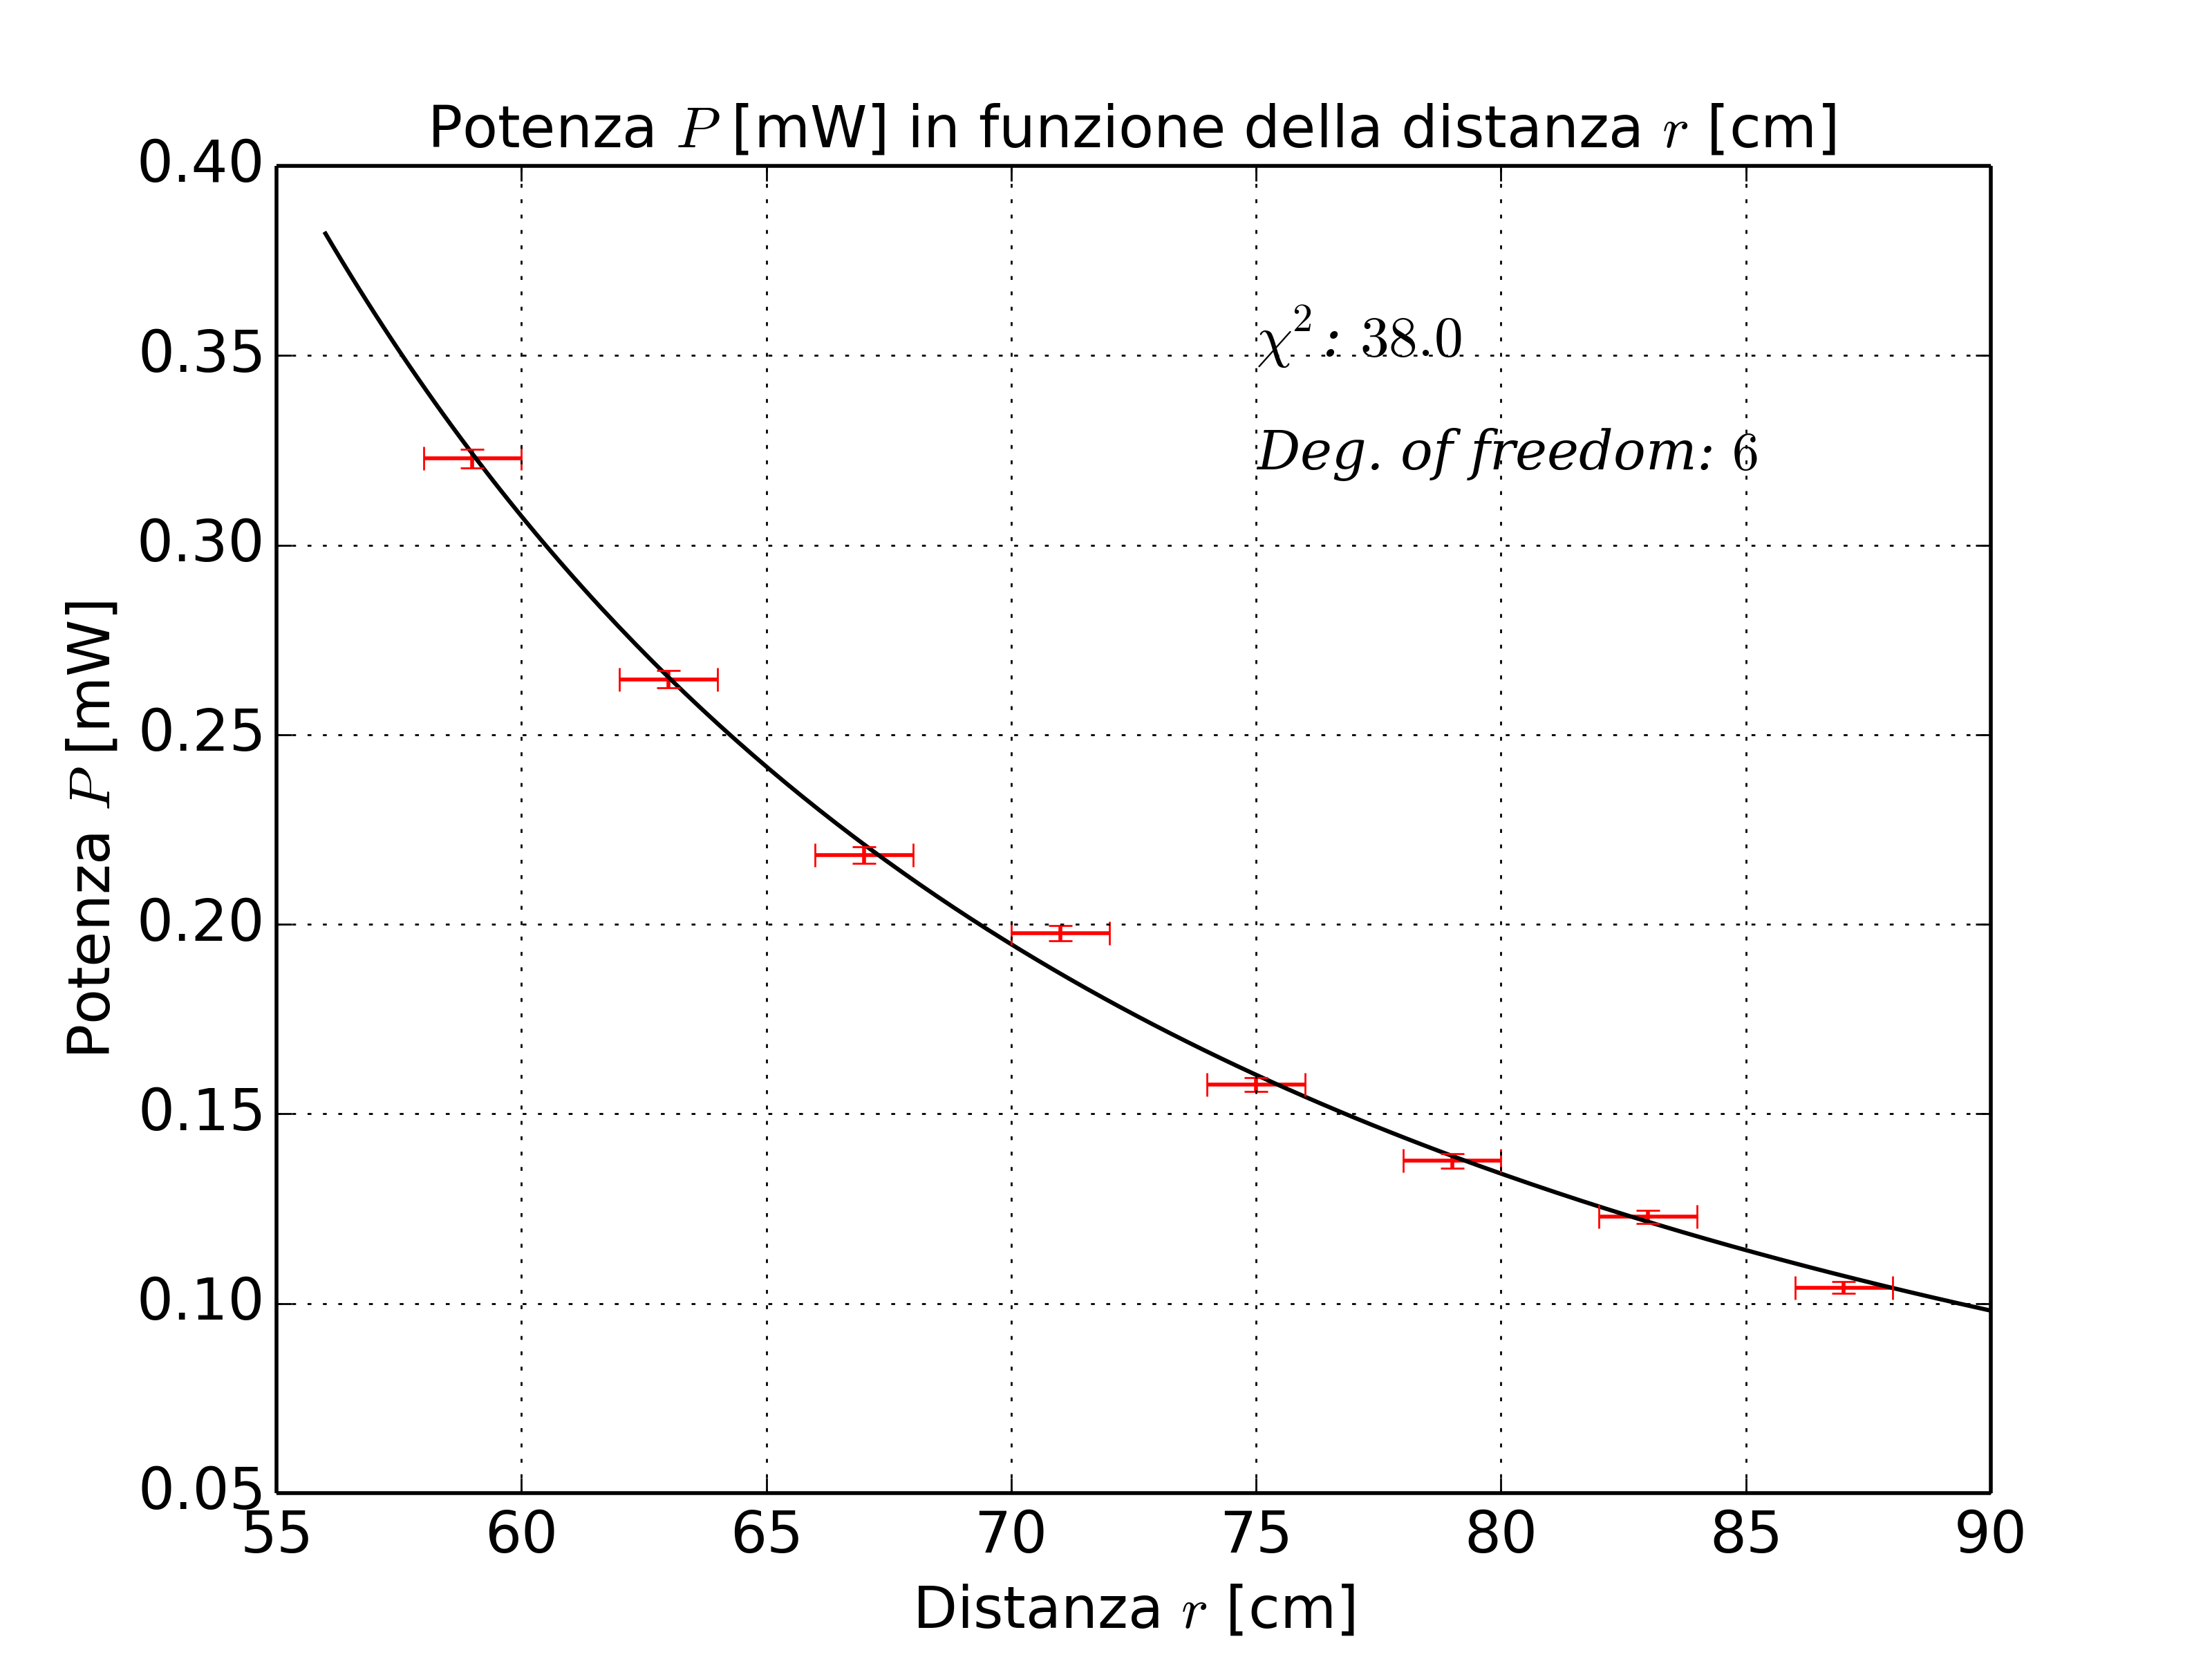 Potenza P [mW] in funzione della distanza r [cm]
0.40
0.35
0.30
0.25
0.20
0.15
0.10
0.05
Potenza P [mW]
χ²: 38.0
Deg. of freedom: 6
55 60 65 70 75 80 85 90
Distanza r [cm]